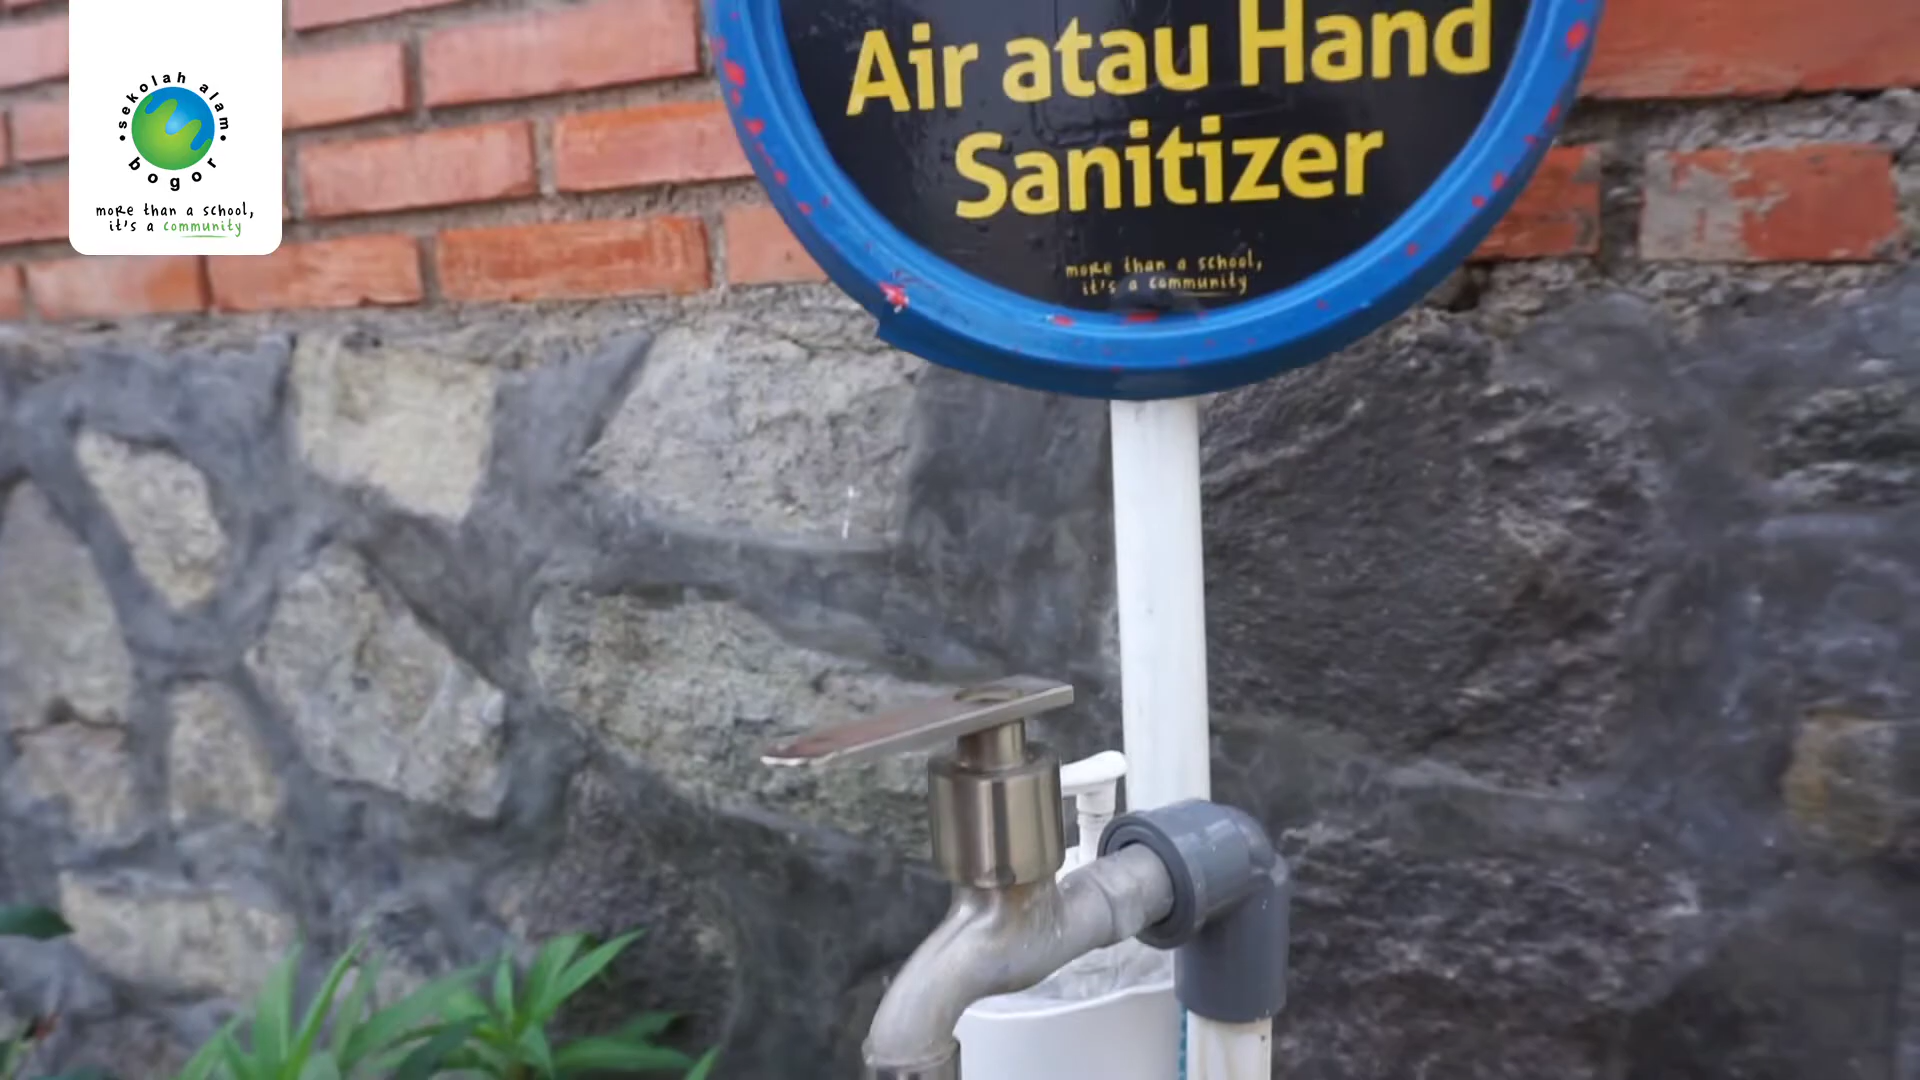 sekolah alam
bogor
more than a school,
it's a community
Air atau Hand
Sanitizer
more than a school,
it's a community